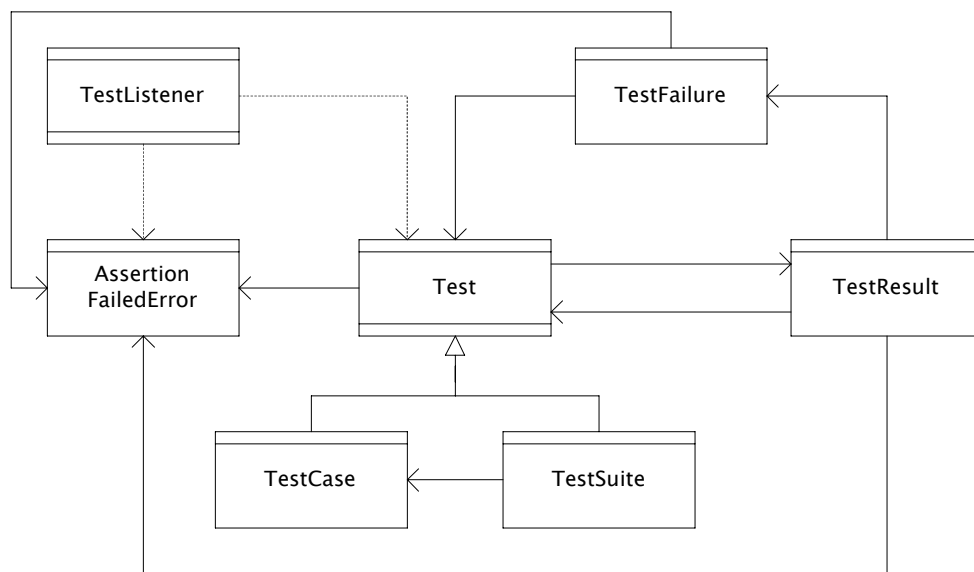 TestListener
TestFailure
Assertion
FailedError
Test
TestResult
TestCase
TestSuite